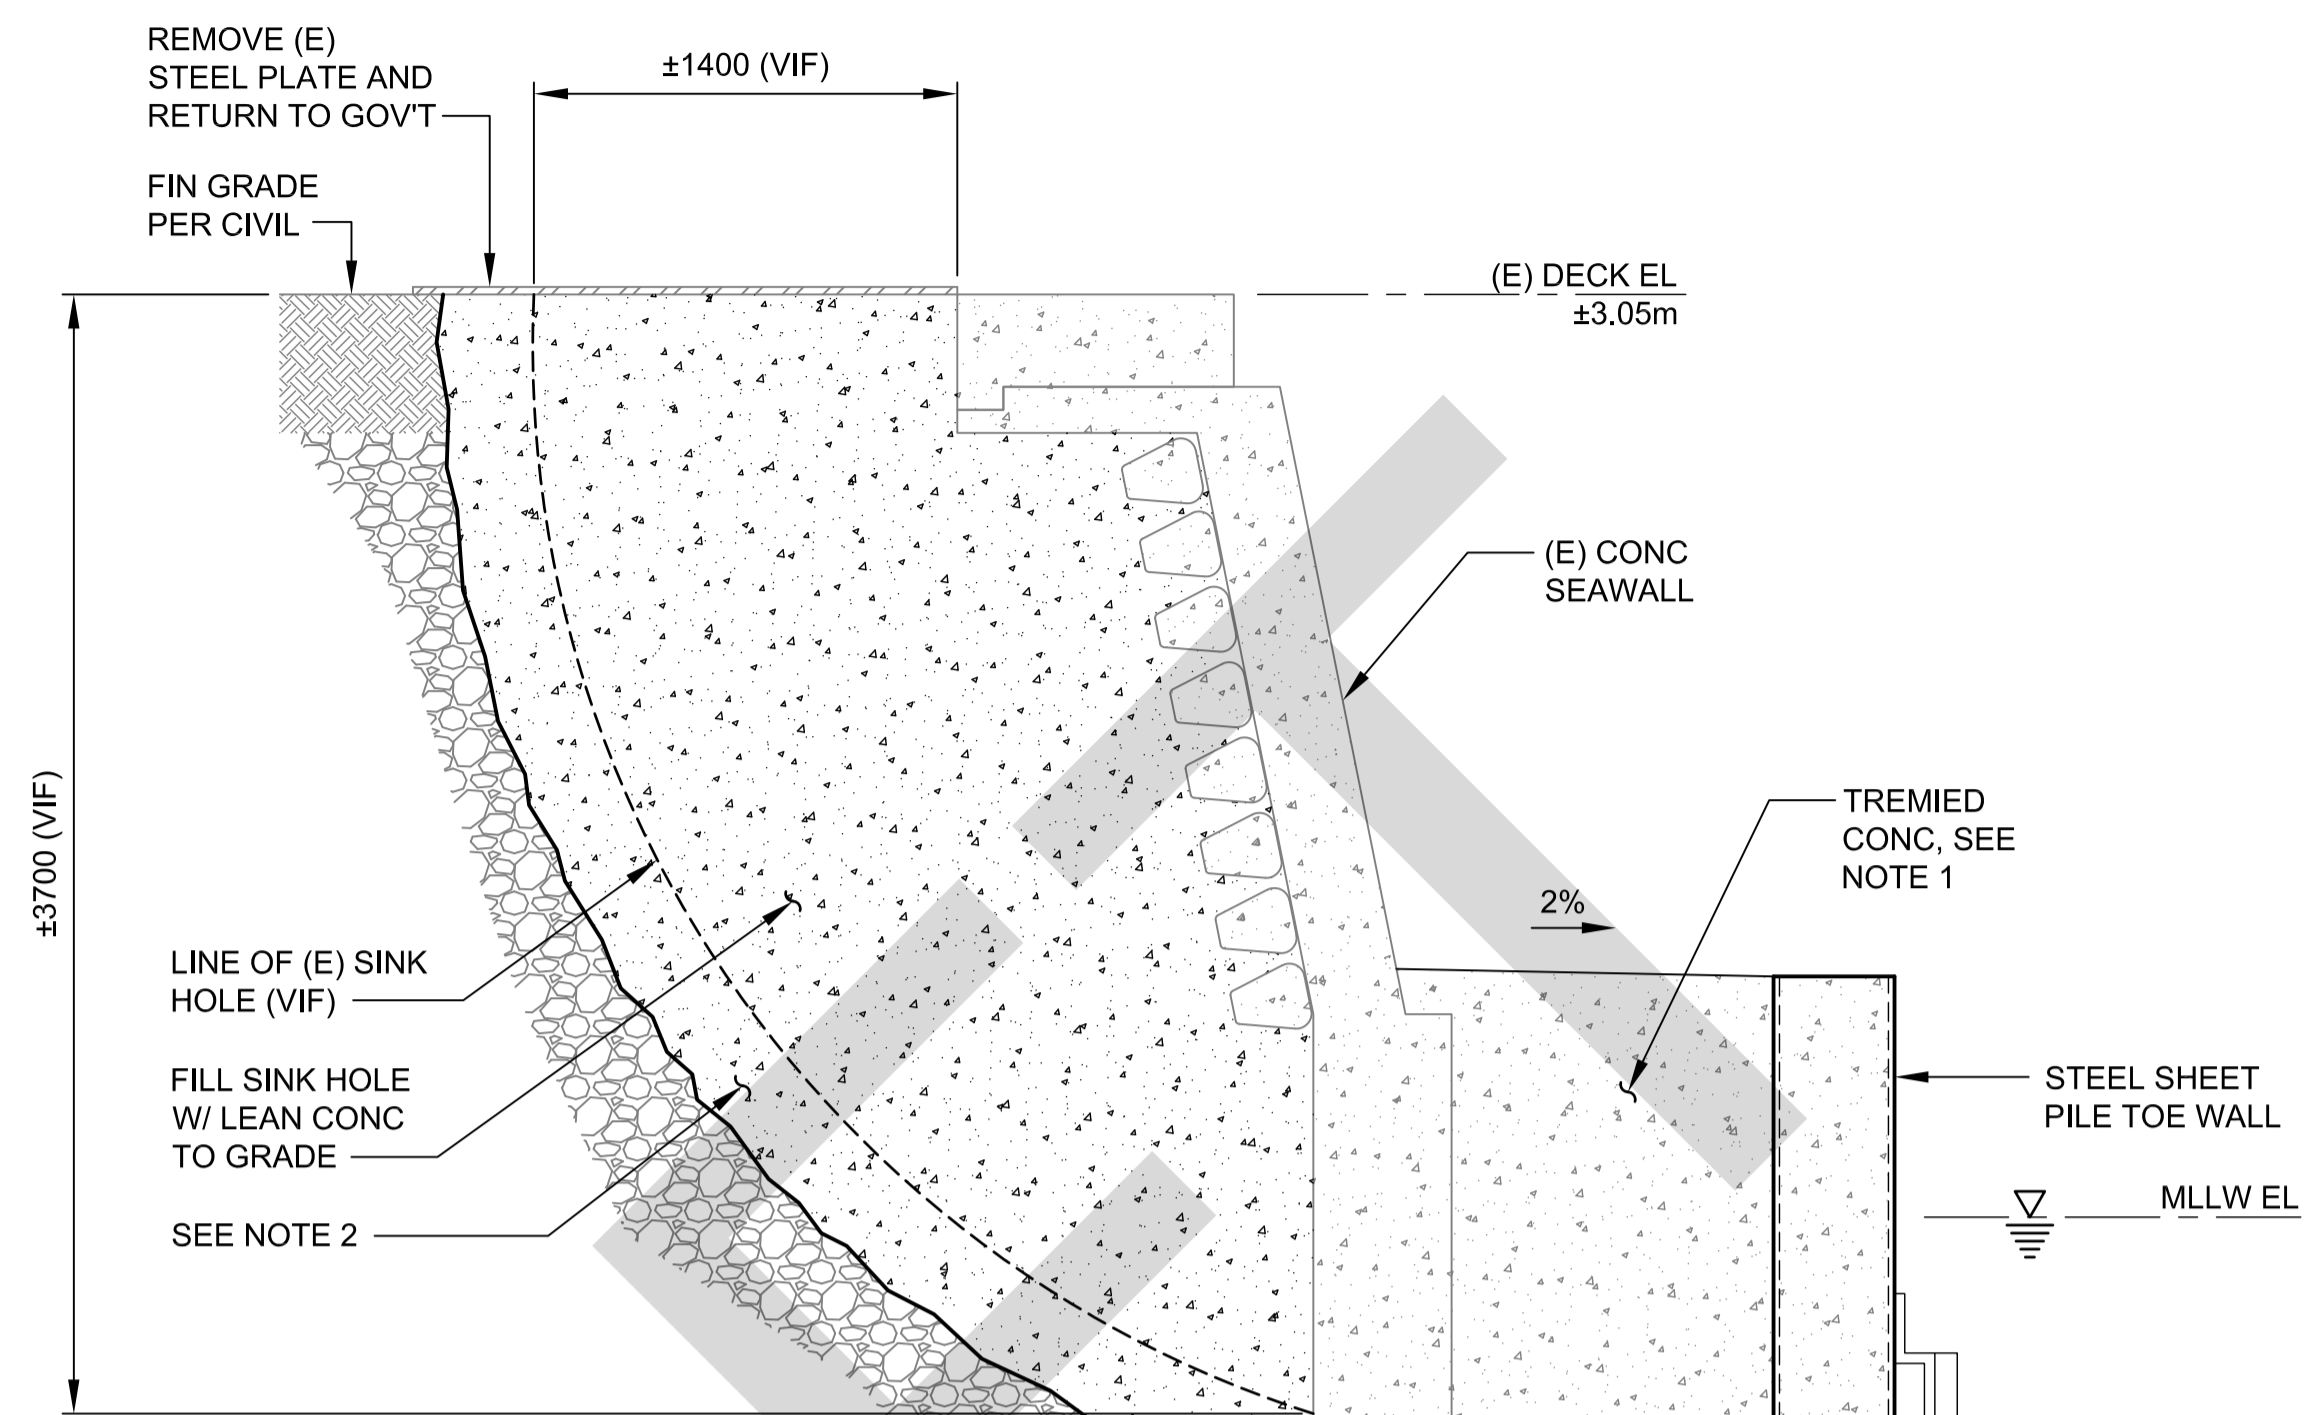 REMOVE (E)
STEEL PLATE AND
RETURN TO GOV'T
±1400 (VIF)
FIN GRADE
PER CIVIL
(E) DECK EL
±3.05m
(E) CONC
SEAWALL
±3700 (VIF)
TREMIED
CONC, SEE
NOTE 1
2%
LINE OF (E) SINK
HOLE (VIF)
FILL SINK HOLE
W/ LEAN CONC
TO GRADE
STEEL SHEET
PILE TOE WALL
MLLW EL
SEE NOTE 2